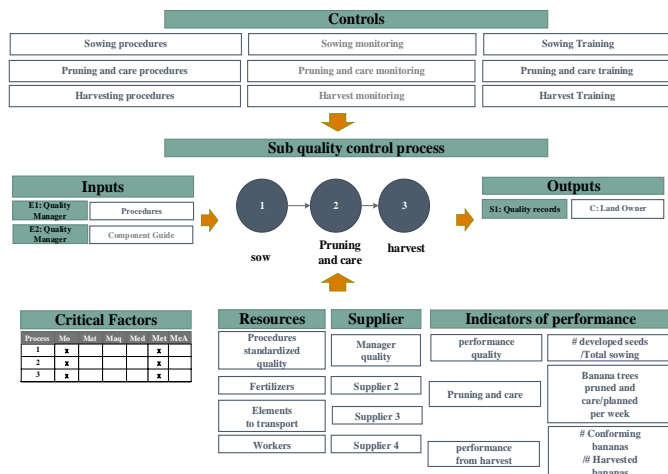 Controls
Sowing procedures
Sowing monitoring
Sowing Training
Pruning and care procedures
Pruning and care monitoring
Pruning and care training
Harvesting procedures
Harvest monitoring
Harvest Training
Sub quality control process
Inputs
E1: Quality
Manager
Procedures
E2: Quality
Manager
Component Guide
1
2
3
sow
Pruning
and care
harvest
Outputs
S1: Quality records
C: Land Owner
Critical Factors
Process Mo Mat Maq Med Met MeA
1 x x
2 x x
3 x x
Resources
Procedures
standardized
quality
Fertilizers
Elements
to transport
Workers
Supplier
Manager
quality
Supplier 2
Supplier 3
Supplier 4
Indicators of performance
performance
quality
# developed seeds
/Total sowing
Pruning and care
Banana trees
pruned and
care/planned
per week
performance
from harvest
# Conforming
bananas
/# Harvested
bananas